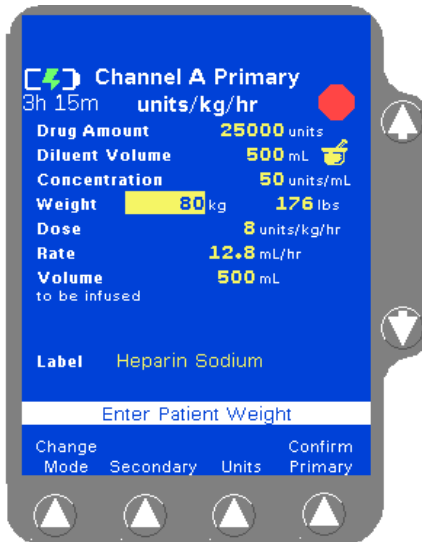 Channel A Primary
3h 15m units/kg/hr
Drug Amount 25000 units
Diluent Volume 500 mL
Concentration 50 units/mL
Weight 80 kg 176 lbs
Dose 8 units/kg/hr
Rate 12.8 mL/hr
Volume 500 mL
to be infused
Label Heparin Sodium
Enter Patient Weight
Change Mode Secondary Units Confirm Primary